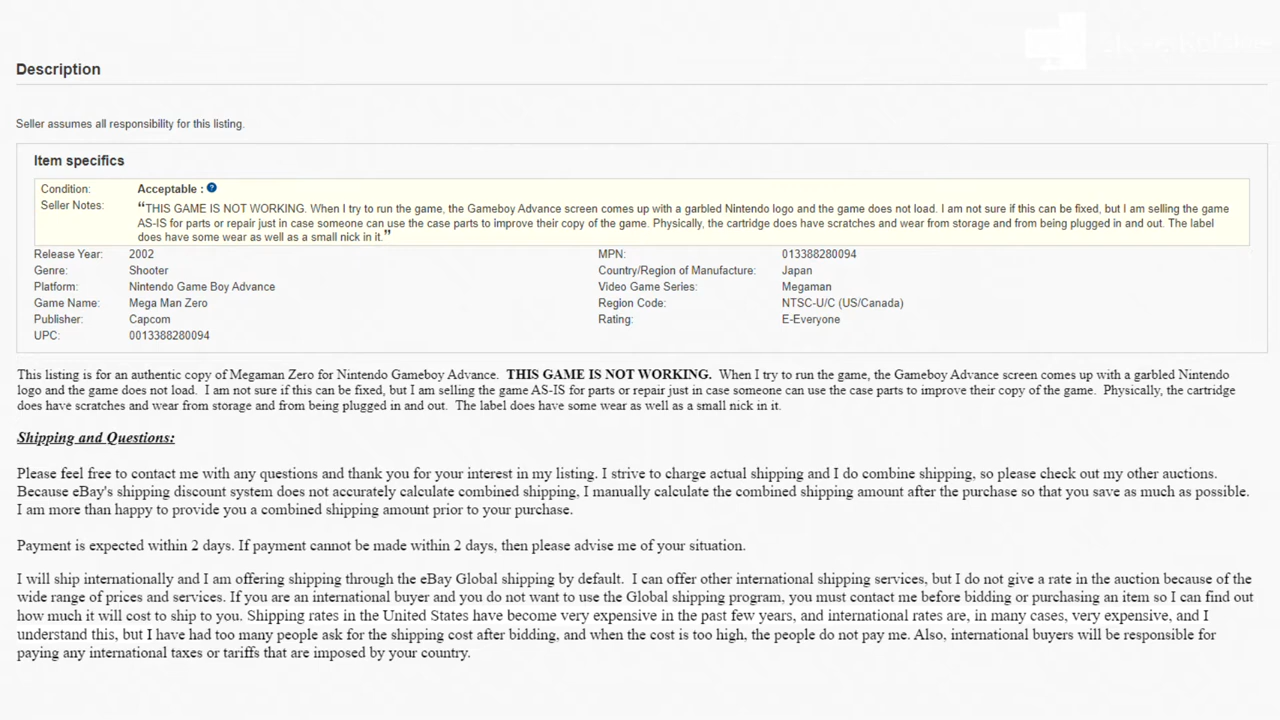 Description
Seller assumes all responsibility for this listing.
Item specifics
Condition: Acceptable :
Seller Notes: “THIS GAME IS NOT WORKING. When I try to run the game, the Gameboy Advance screen comes up with a garbled Nintendo logo and the game does not load. I am not sure if this can be fixed, but I am selling the game
AS-IS for parts or repair just in case someone can use the case parts to improve their copy of the game. Physically, the cartridge does have scratches and wear from storage and from being plugged in and out. The label
does have some wear as well as a small nick in it.”
Release Year: 2002 MPN: 013388280094
Genre: Shooter Country/Region of Manufacture: Japan
Platform: Nintendo Game Boy Advance Video Game Series: Megaman
Game Name: Mega Man Zero Region Code: NTSC-U/C (US/Canada)
Publisher: Capcom Rating: E-Everyone
UPC: 0013388280094
This listing is for an authentic copy of Megaman Zero for Nintendo Gameboy Advance. THIS GAME IS NOT WORKING. When I try to run the game, the Gameboy Advance screen comes up with a garbled Nintendo
logo and the game does not load. I am not sure if this can be fixed, but I am selling the game AS-IS for parts or repair just in case someone can use the case parts to improve their copy of the game. Physically, the cartridge
does have scratches and wear from storage and from being plugged in and out. The label does have some wear as well as a small nick in it.
Shipping and Questions:
Please feel free to contact me with any questions and thank you for your interest in my listing. I strive to charge actual shipping and I do combine shipping, so please check out my other auctions.
Because eBay's shipping discount system does not accurately calculate combined shipping, I manually calculate the combined shipping amount after the purchase so that you save as much as possible.
I am more than happy to provide you a combined shipping amount prior to your purchase.
Payment is expected within 2 days. If payment cannot be made within 2 days, then please advise me of your situation.
I will ship internationally and I am offering shipping through the eBay Global shipping by default. I can offer other international shipping services, but I do not give a rate in the auction because of the
wide range of prices and services. If you are an international buyer and you do not want to use the Global shipping program, you must contact me before bidding or purchasing an item so I can find out
how much it will cost to ship to you. Shipping rates in the United States have become very expensive in the past few years, and international rates are, in many cases, very expensive, and I
understand this, but I have had too many people ask for the shipping cost after bidding, and when the cost is too high, the people do not pay me. Also, international buyers will be responsible for
paying any international taxes or tariffs that are imposed by your country.